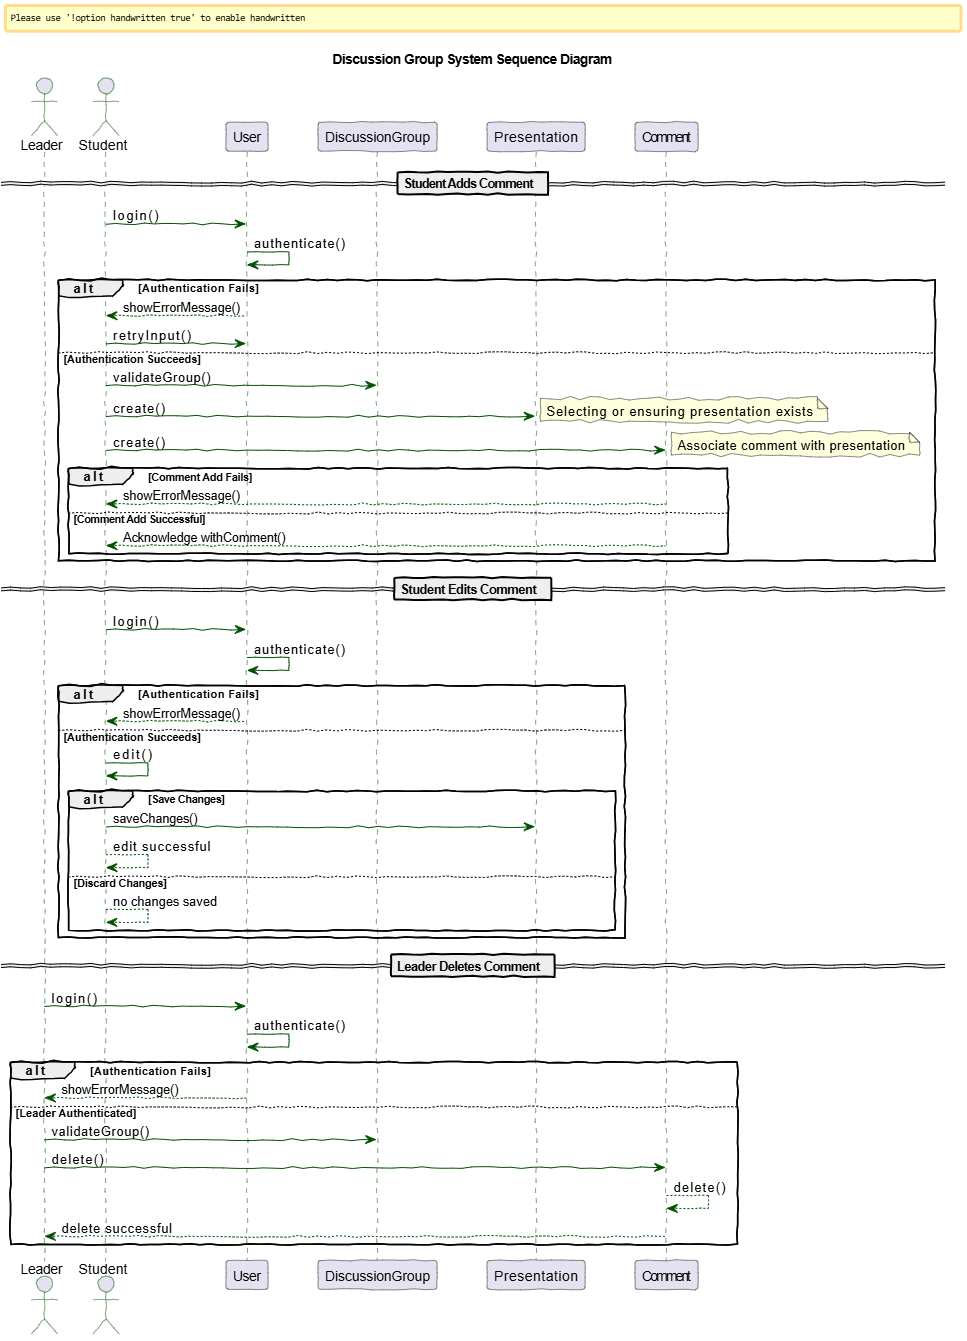 Please use '!option handwritten true' to enable handwritten
Discussion Group System Sequence Diagram
Leader
Student
User
DiscussionGroup
Presentation
Comment
Student Adds Comment
login()
authenticate()
alt
[Authentication Fails]
showErrorMessage()
retryInput()
[Authentication Succeeds]
validateGroup()
create()
Selecting or ensuring presentation exists
create()
Associate comment with presentation
alt
[Comment Add Fails]
showErrorMessage()
[Comment Add Successful]
Acknowledge withComment()
Student Edits Comment
login()
authenticate()
alt
[Authentication Fails]
showErrorMessage()
[Authentication Succeeds]
edit()
alt
[Save Changes]
saveChanges()
edit successful
[Discard Changes]
no changes saved
Leader Deletes Comment
login()
authenticate()
alt
[Authentication Fails]
showErrorMessage()
[Leader Authenticated]
validateGroup()
delete()
delete()
delete successful
Leader
Student
User
DiscussionGroup
Presentation
Comment